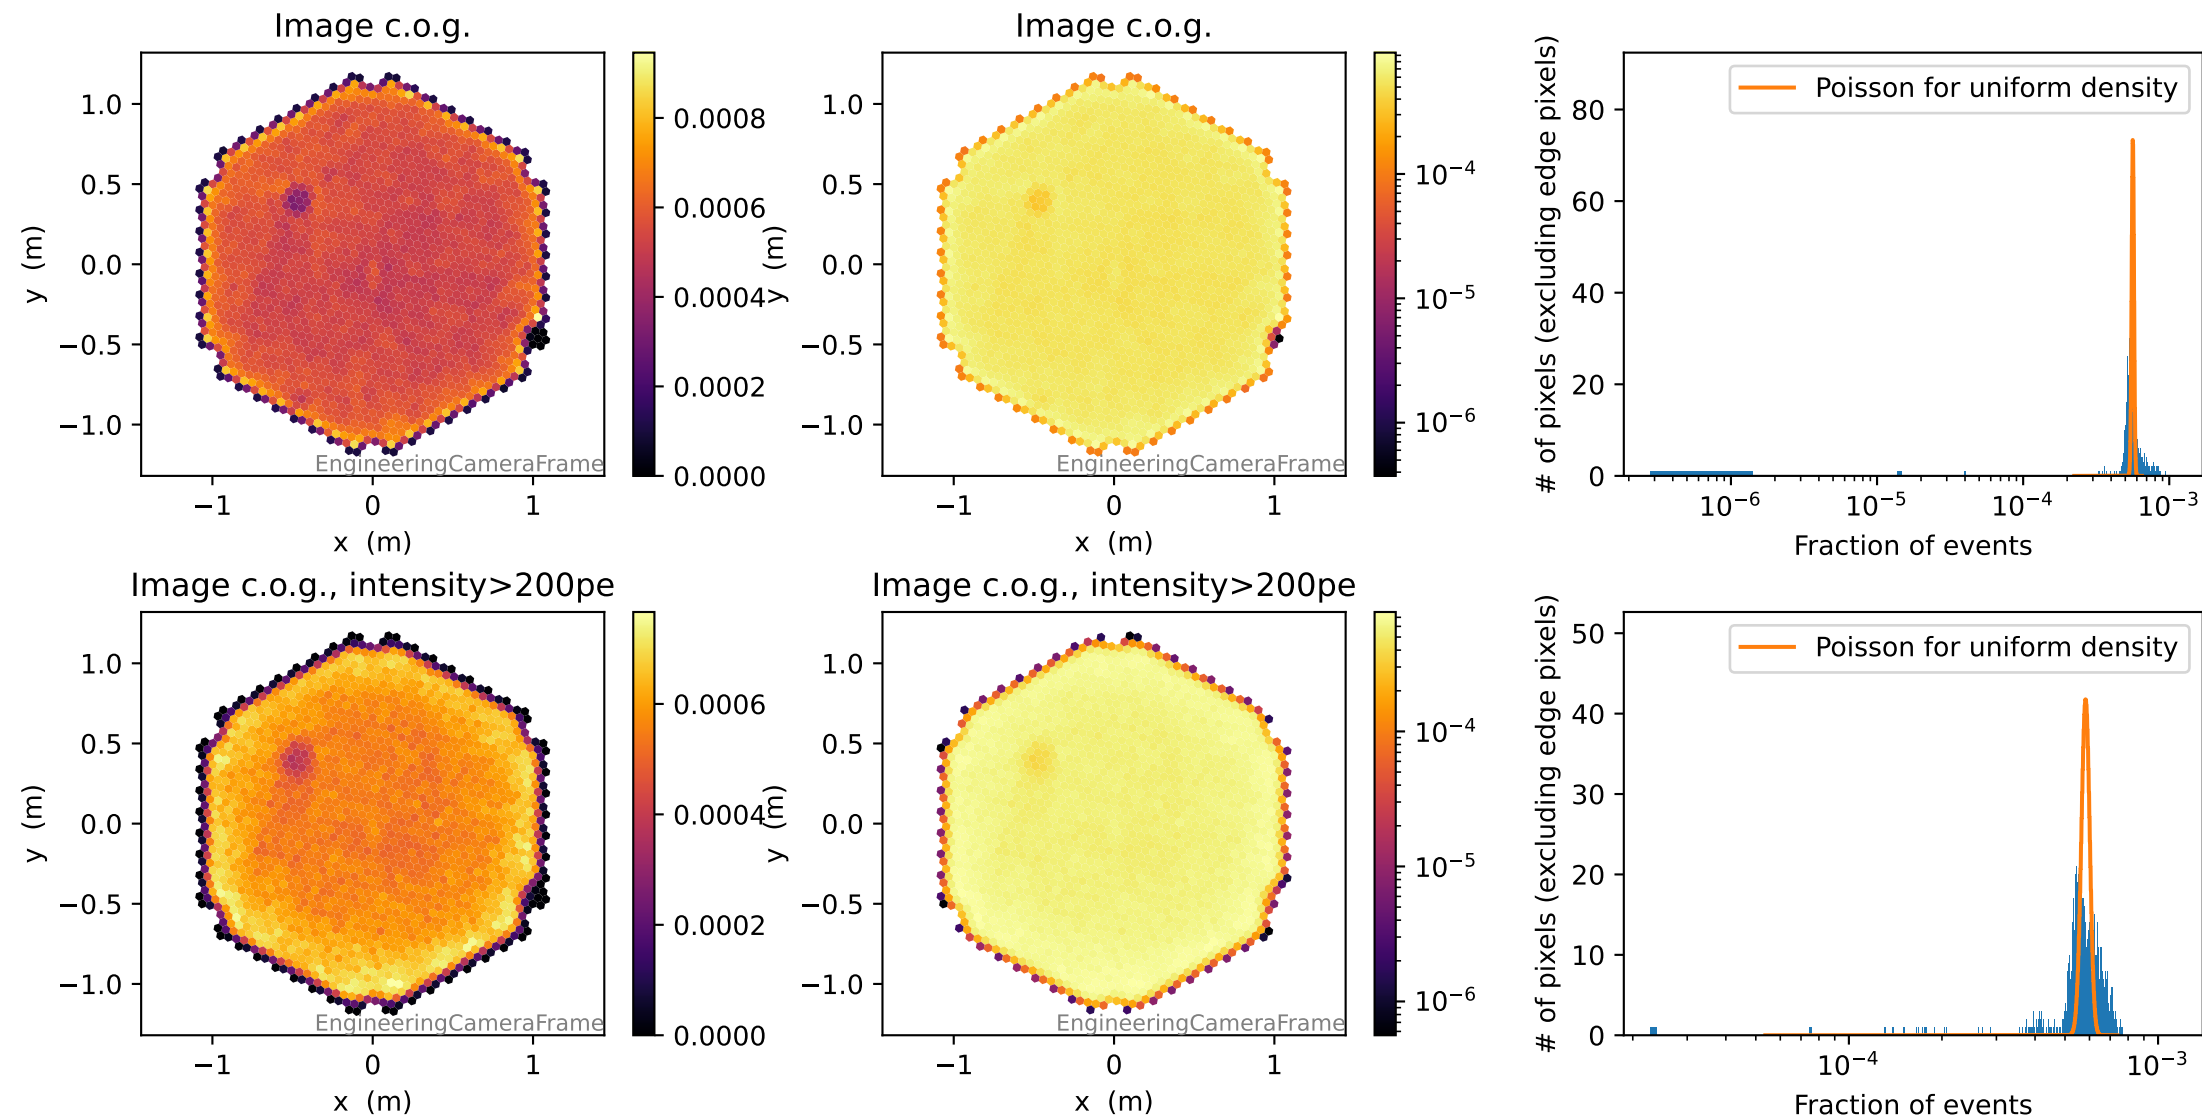 Image c.o.g.
1.0
0.5
0.0
−0.5
−1.0
y (m)
−1 0 1
x (m)
EngineeringCameraFrame
0.0008
0.0006
0.0004
0.0002
0.0000
Image c.o.g.
1.0
0.5
0.0
−0.5
−1.0
y (m)
−1 0 1
x (m)
EngineeringCameraFrame
10−4
10−5
10−6
Poisson for uniform density
# of pixels (excluding edge pixels)
80
60
40
20
0
10−6 10−5 10−4 10−3
Fraction of events
Image c.o.g., intensity>200pe
1.0
0.5
0.0
−0.5
−1.0
y (m)
−1 0 1
x (m)
EngineeringCameraFrame
0.0006
0.0004
0.0002
0.0000
Image c.o.g., intensity>200pe
1.0
0.5
0.0
−0.5
−1.0
y (m)
−1 0 1
x (m)
EngineeringCameraFrame
10−4
10−5
10−6
Poisson for uniform density
# of pixels (excluding edge pixels)
50
40
30
20
10
0
10−4 10−3
Fraction of events